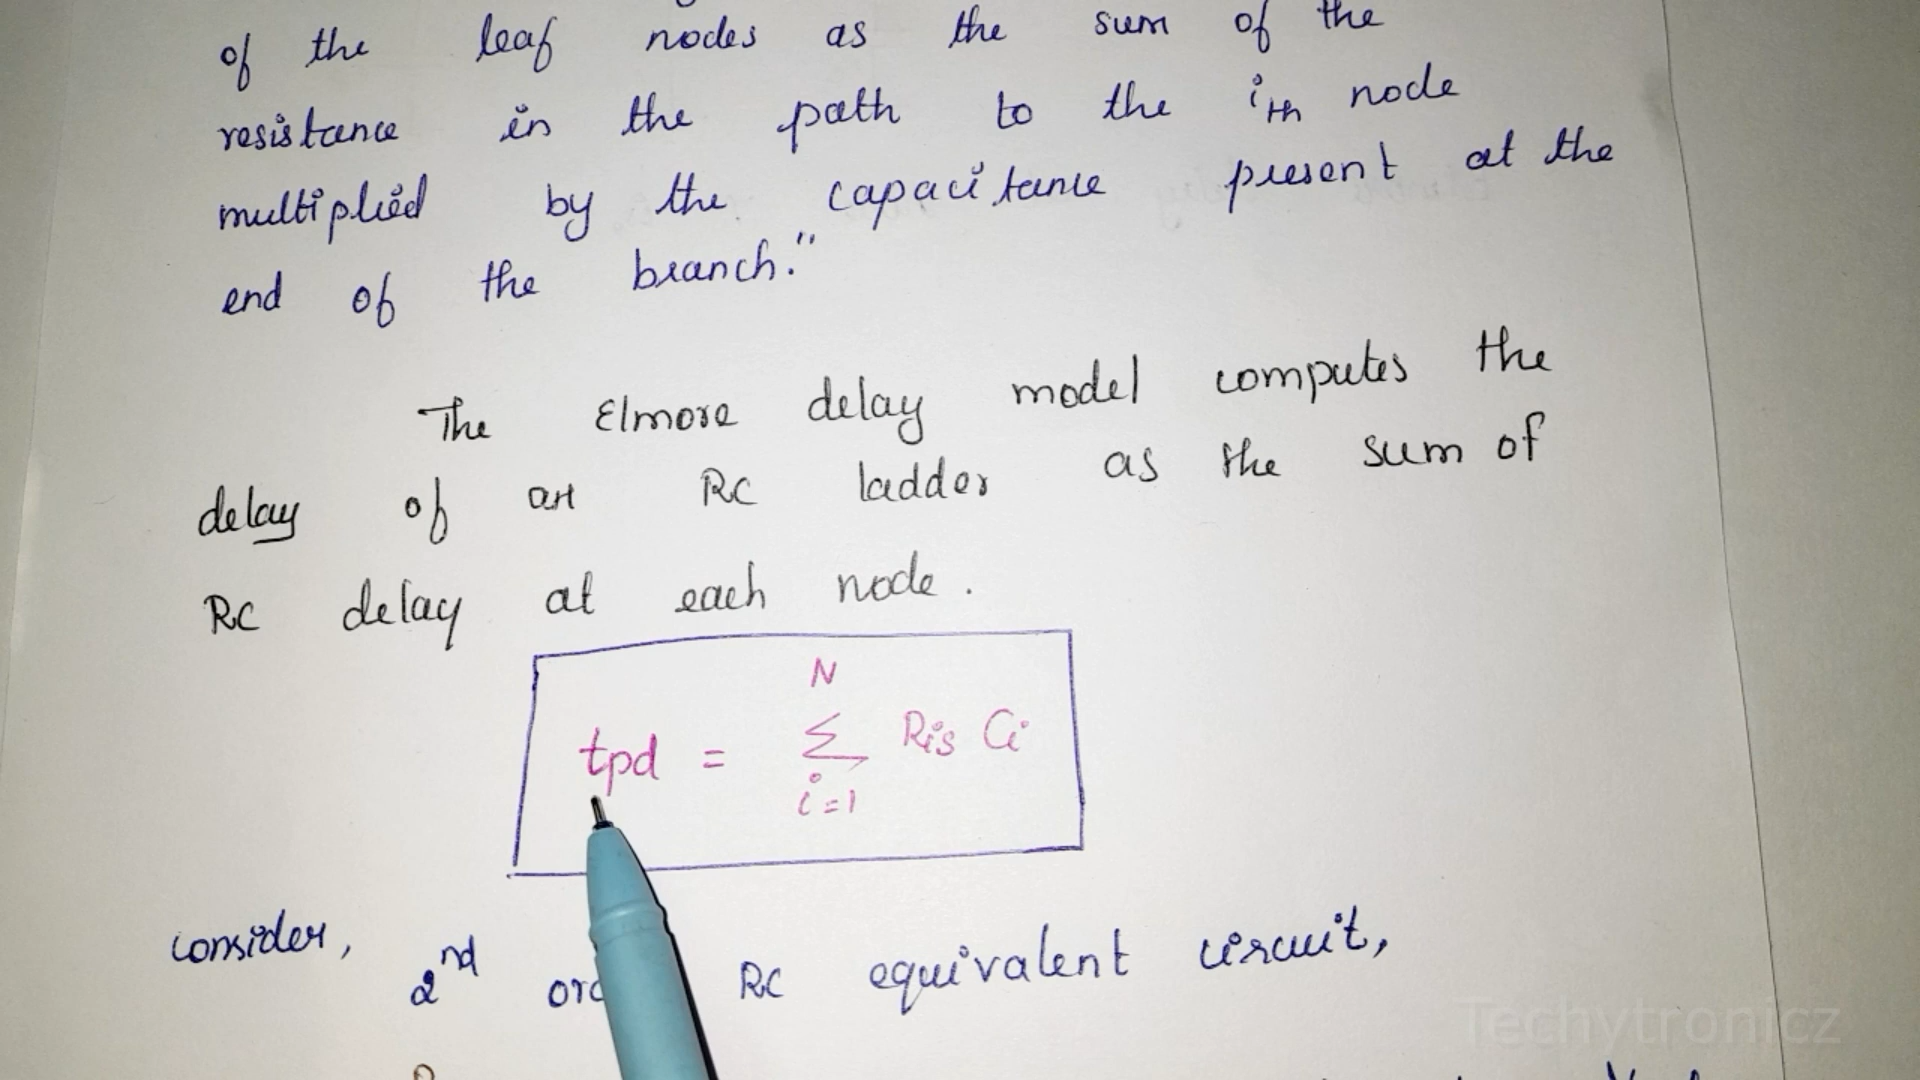 of the leaf nodes as the sum of the
resistance in the path to the ith node
multiplied by the capacitance present at the
end of the branch."
The Elmore delay model computes the
delay of an RC ladder as the sum of
RC delay at each node.
N
tpd = Σ Ris Ci
i=1
consider,
2nd RC equivalent circuit,
Techytronicz